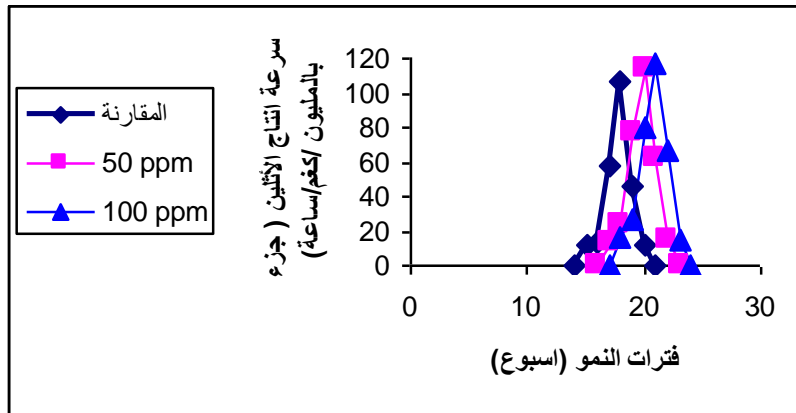 سرعة انتاج الأثلين ( جزء
بالمليون /كغم/ساعة)
120
100
80
60
40
20
0
0
10
20
30
فترات النمو (اسبوع)
المقارنة
50 ppm
100 ppm